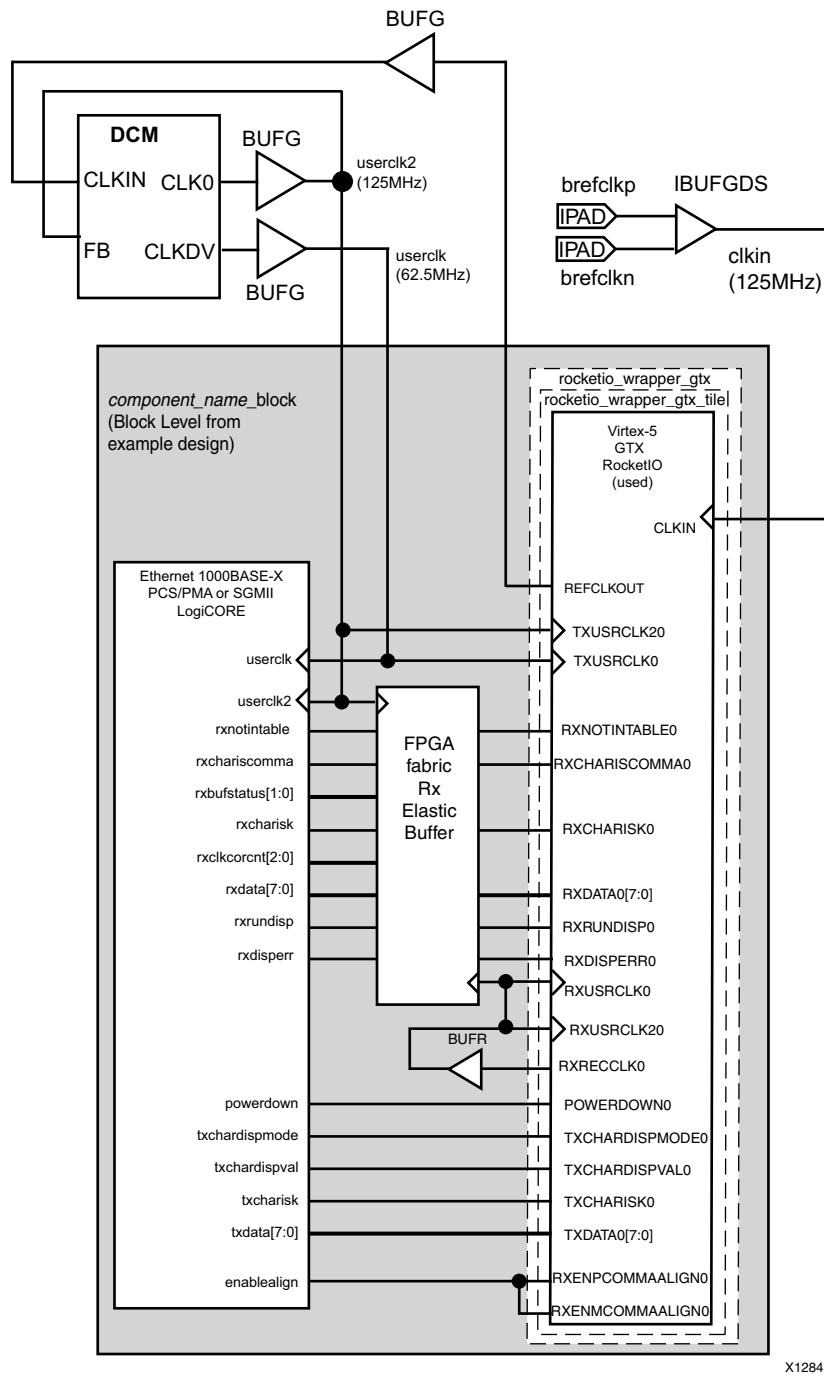 BUFG
DCM
BUFG
CLKIN CLK0
userclk2
(125MHz)
FB CLKDV
BUFG
userclk
(62.5MHz)
brefclkp
IBUFGDS
IPAD
IPAD
brefclkn
clkin
(125MHz)
component_name_block
(Block Level from
example design)
rocketio_wrapper_gtx
rocketio_wrapper_gtx_tile
Virtex-5
GTX
RocketIO
(used)
CLKIN
Ethernet 1000BASE-X
PCS/PMA or SGMII
LogiCORE
REFCLKOUT
TXUSRCLK20
userclk
TXUSRCLK0
userclk2
FPGA
fabric
Rx
Elastic
Buffer
rxnotintable
RXNOTINTABLE0
rxchariscomma
RXCHARISCOMMA0
rxbufstatus[1:0]
rxcharisk
RXCHARISK0
rxclkcorcnt[2:0]
rxdata[7:0]
RXDATA0[7:0]
rxrundisp
RXRUNDISP0
rxdisperr
RXDISPERR0
RXUSRCLK0
RXUSRCLK20
BUFR
RXRECCLK0
powerdown
POWERDOWN0
txchardispmode
TXCHARDISPMODE0
txchardispval
TXCHARDISPVAL0
txcharisk
TXCHARISK0
txdata[7:0]
TXDATA0[7:0]
enablealign
RXENPCOMMAALIGN0
RXENMCOMMAALIGN0
X1284